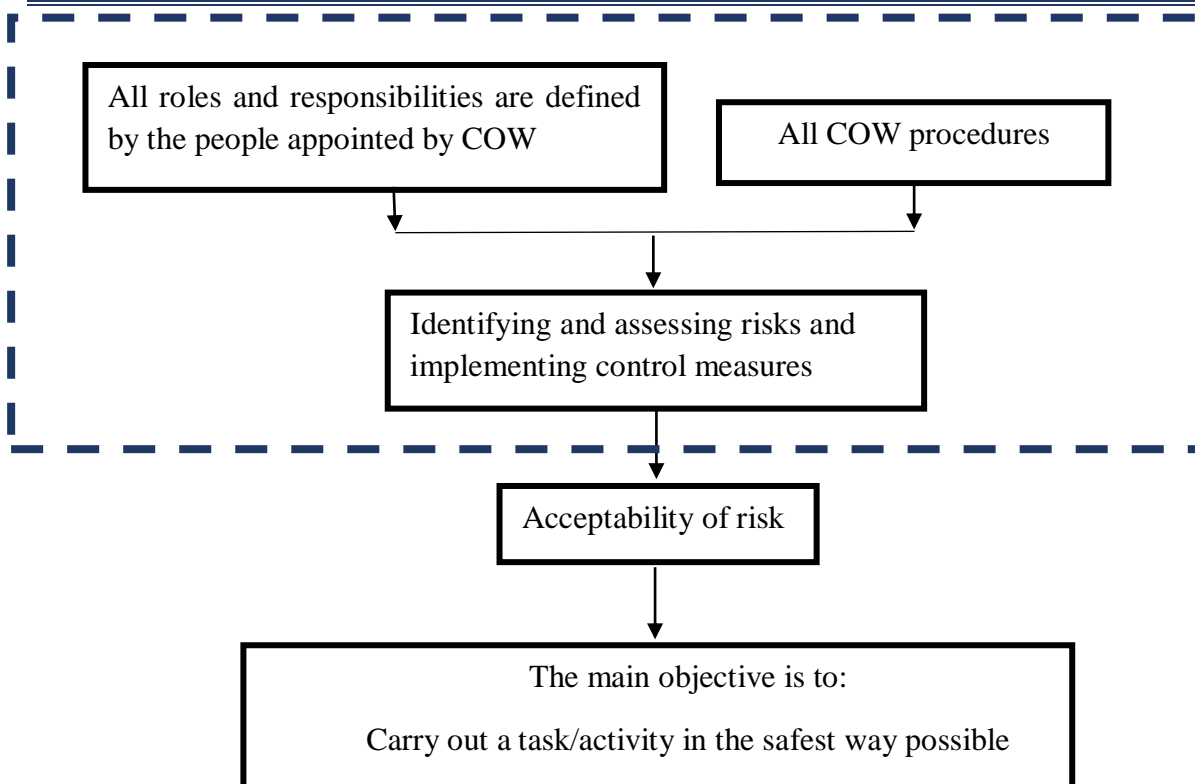 All roles and responsibilities are defined
by the people appointed by COW
All COW procedures
Identifying and assessing risks and
implementing control measures
Acceptability of risk
The main objective is to:
Carry out a task/activity in the safest way possible